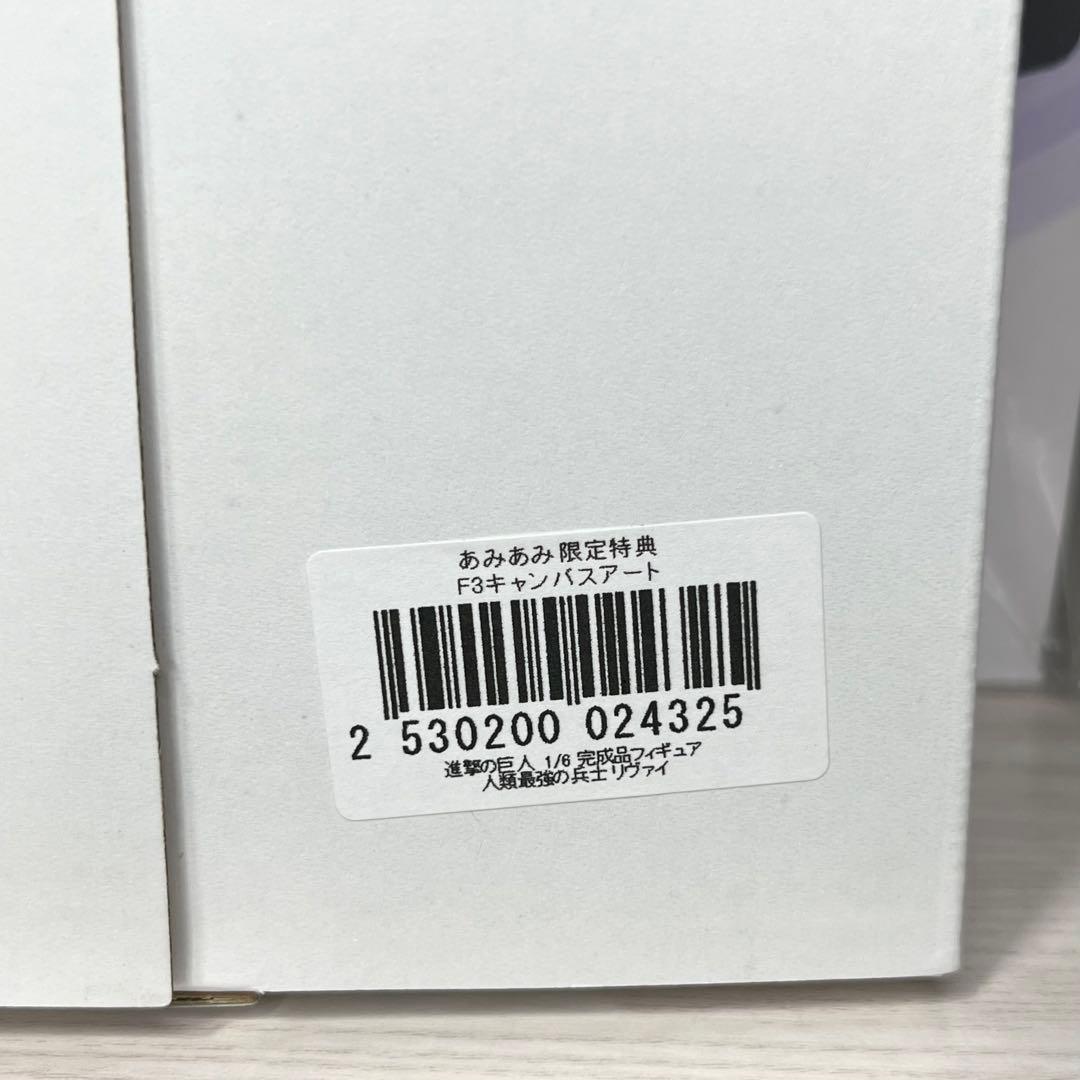 あみあみ限定特典
F3キャンバスアート
2 530200 024325
進撃の巨人 1/6 完成品フィギュア
人類最強の兵士リヴァイ